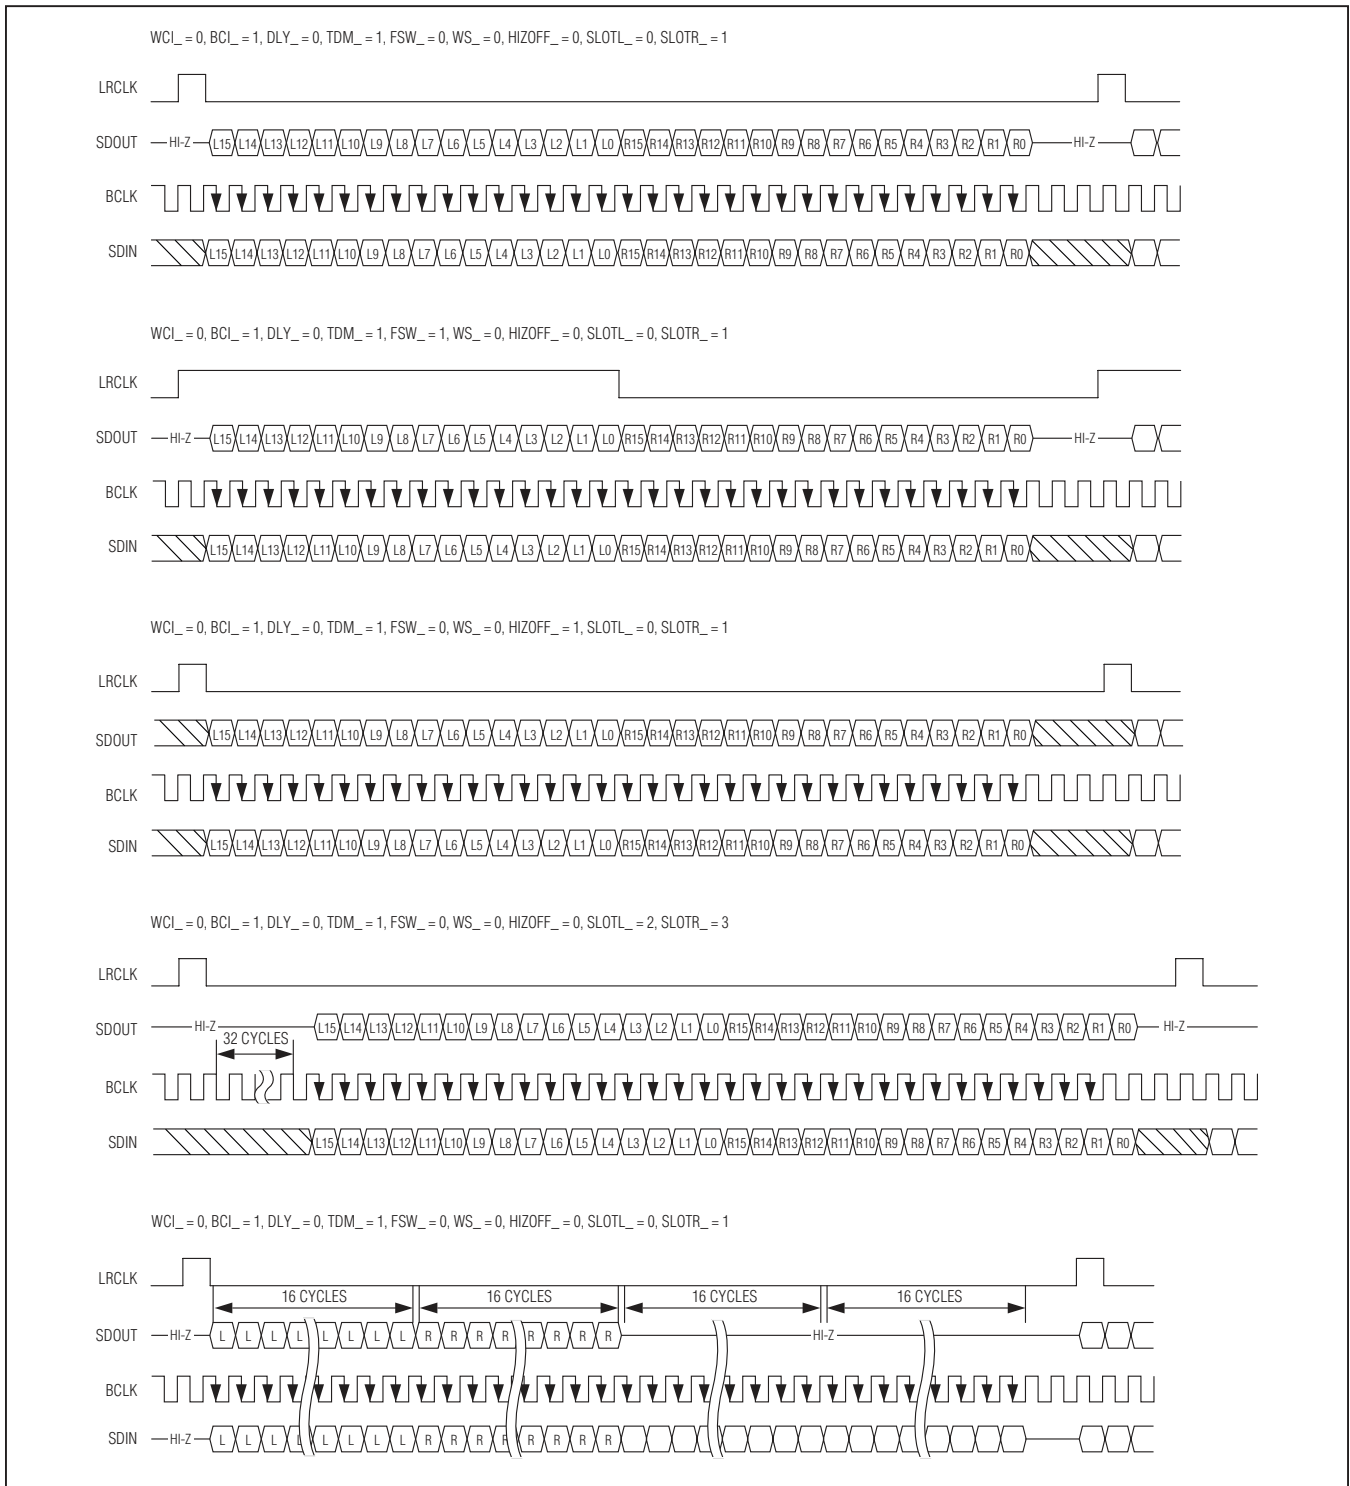 WCI_ = 0, BCI_ = 1, DLY_ = 0, TDM_ = 1, FSW_ = 0, WS_ = 0, HIZOFF_ = 0, SLOTL_ = 0, SLOTR_ = 1
LRCLK
SDOUT HI-Z L15 L14 L13 L12 L11 L10 L9 L8 L7 L6 L5 L4 L3 L2 L1 L0 R15 R14 R13 R12 R11 R10 R9 R8 R7 R6 R5 R4 R3 R2 R1 R0 HI-Z
BCLK
SDIN L15 L14 L13 L12 L11 L10 L9 L8 L7 L6 L5 L4 L3 L2 L1 L0 R15 R14 R13 R12 R11 R10 R9 R8 R7 R6 R5 R4 R3 R2 R1 R0
WCI_ = 0, BCI_ = 1, DLY_ = 0, TDM_ = 1, FSW_ = 1, WS_ = 0, HIZOFF_ = 0, SLOTL_ = 0, SLOTR_ = 1
LRCLK
SDOUT HI-Z L15 L14 L13 L12 L11 L10 L9 L8 L7 L6 L5 L4 L3 L2 L1 L0 R15 R14 R13 R12 R11 R10 R9 R8 R7 R6 R5 R4 R3 R2 R1 R0 HI-Z
BCLK
SDIN L15 L14 L13 L12 L11 L10 L9 L8 L7 L6 L5 L4 L3 L2 L1 L0 R15 R14 R13 R12 R11 R10 R9 R8 R7 R6 R5 R4 R3 R2 R1 R0
WCI_ = 0, BCI_ = 1, DLY_ = 0, TDM_ = 1, FSW_ = 0, WS_ = 0, HIZOFF_ = 1, SLOTL_ = 0, SLOTR_ = 1
LRCLK
SDOUT L15 L14 L13 L12 L11 L10 L9 L8 L7 L6 L5 L4 L3 L2 L1 L0 R15 R14 R13 R12 R11 R10 R9 R8 R7 R6 R5 R4 R3 R2 R1 R0
BCLK
SDIN L15 L14 L13 L12 L11 L10 L9 L8 L7 L6 L5 L4 L3 L2 L1 L0 R15 R14 R13 R12 R11 R10 R9 R8 R7 R6 R5 R4 R3 R2 R1 R0
WCI_ = 0, BCI_ = 1, DLY_ = 0, TDM_ = 1, FSW_ = 0, WS_ = 0, HIZOFF_ = 0, SLOTL_ = 2, SLOTR_ = 3
LRCLK
SDOUT HI-Z L15 L14 L13 L12 L11 L10 L9 L8 L7 L6 L5 L4 L3 L2 L1 L0 R15 R14 R13 R12 R11 R10 R9 R8 R7 R6 R5 R4 R3 R2 R1 R0 HI-Z
32 CYCLES
BCLK
SDIN L15 L14 L13 L12 L11 L10 L9 L8 L7 L6 L5 L4 L3 L2 L1 L0 R15 R14 R13 R12 R11 R10 R9 R8 R7 R6 R5 R4 R3 R2 R1 R0
WCI_ = 0, BCI_ = 1, DLY_ = 0, TDM_ = 1, FSW_ = 0, WS_ = 0, HIZOFF_ = 0, SLOTL_ = 0, SLOTR_ = 1
LRCLK
16 CYCLES 16 CYCLES 16 CYCLES 16 CYCLES
SDOUT HI-Z L L L L L L L L R R R R R R R R HI-Z
BCLK
SDIN HI-Z L L L L L L L L R R R R R R R R